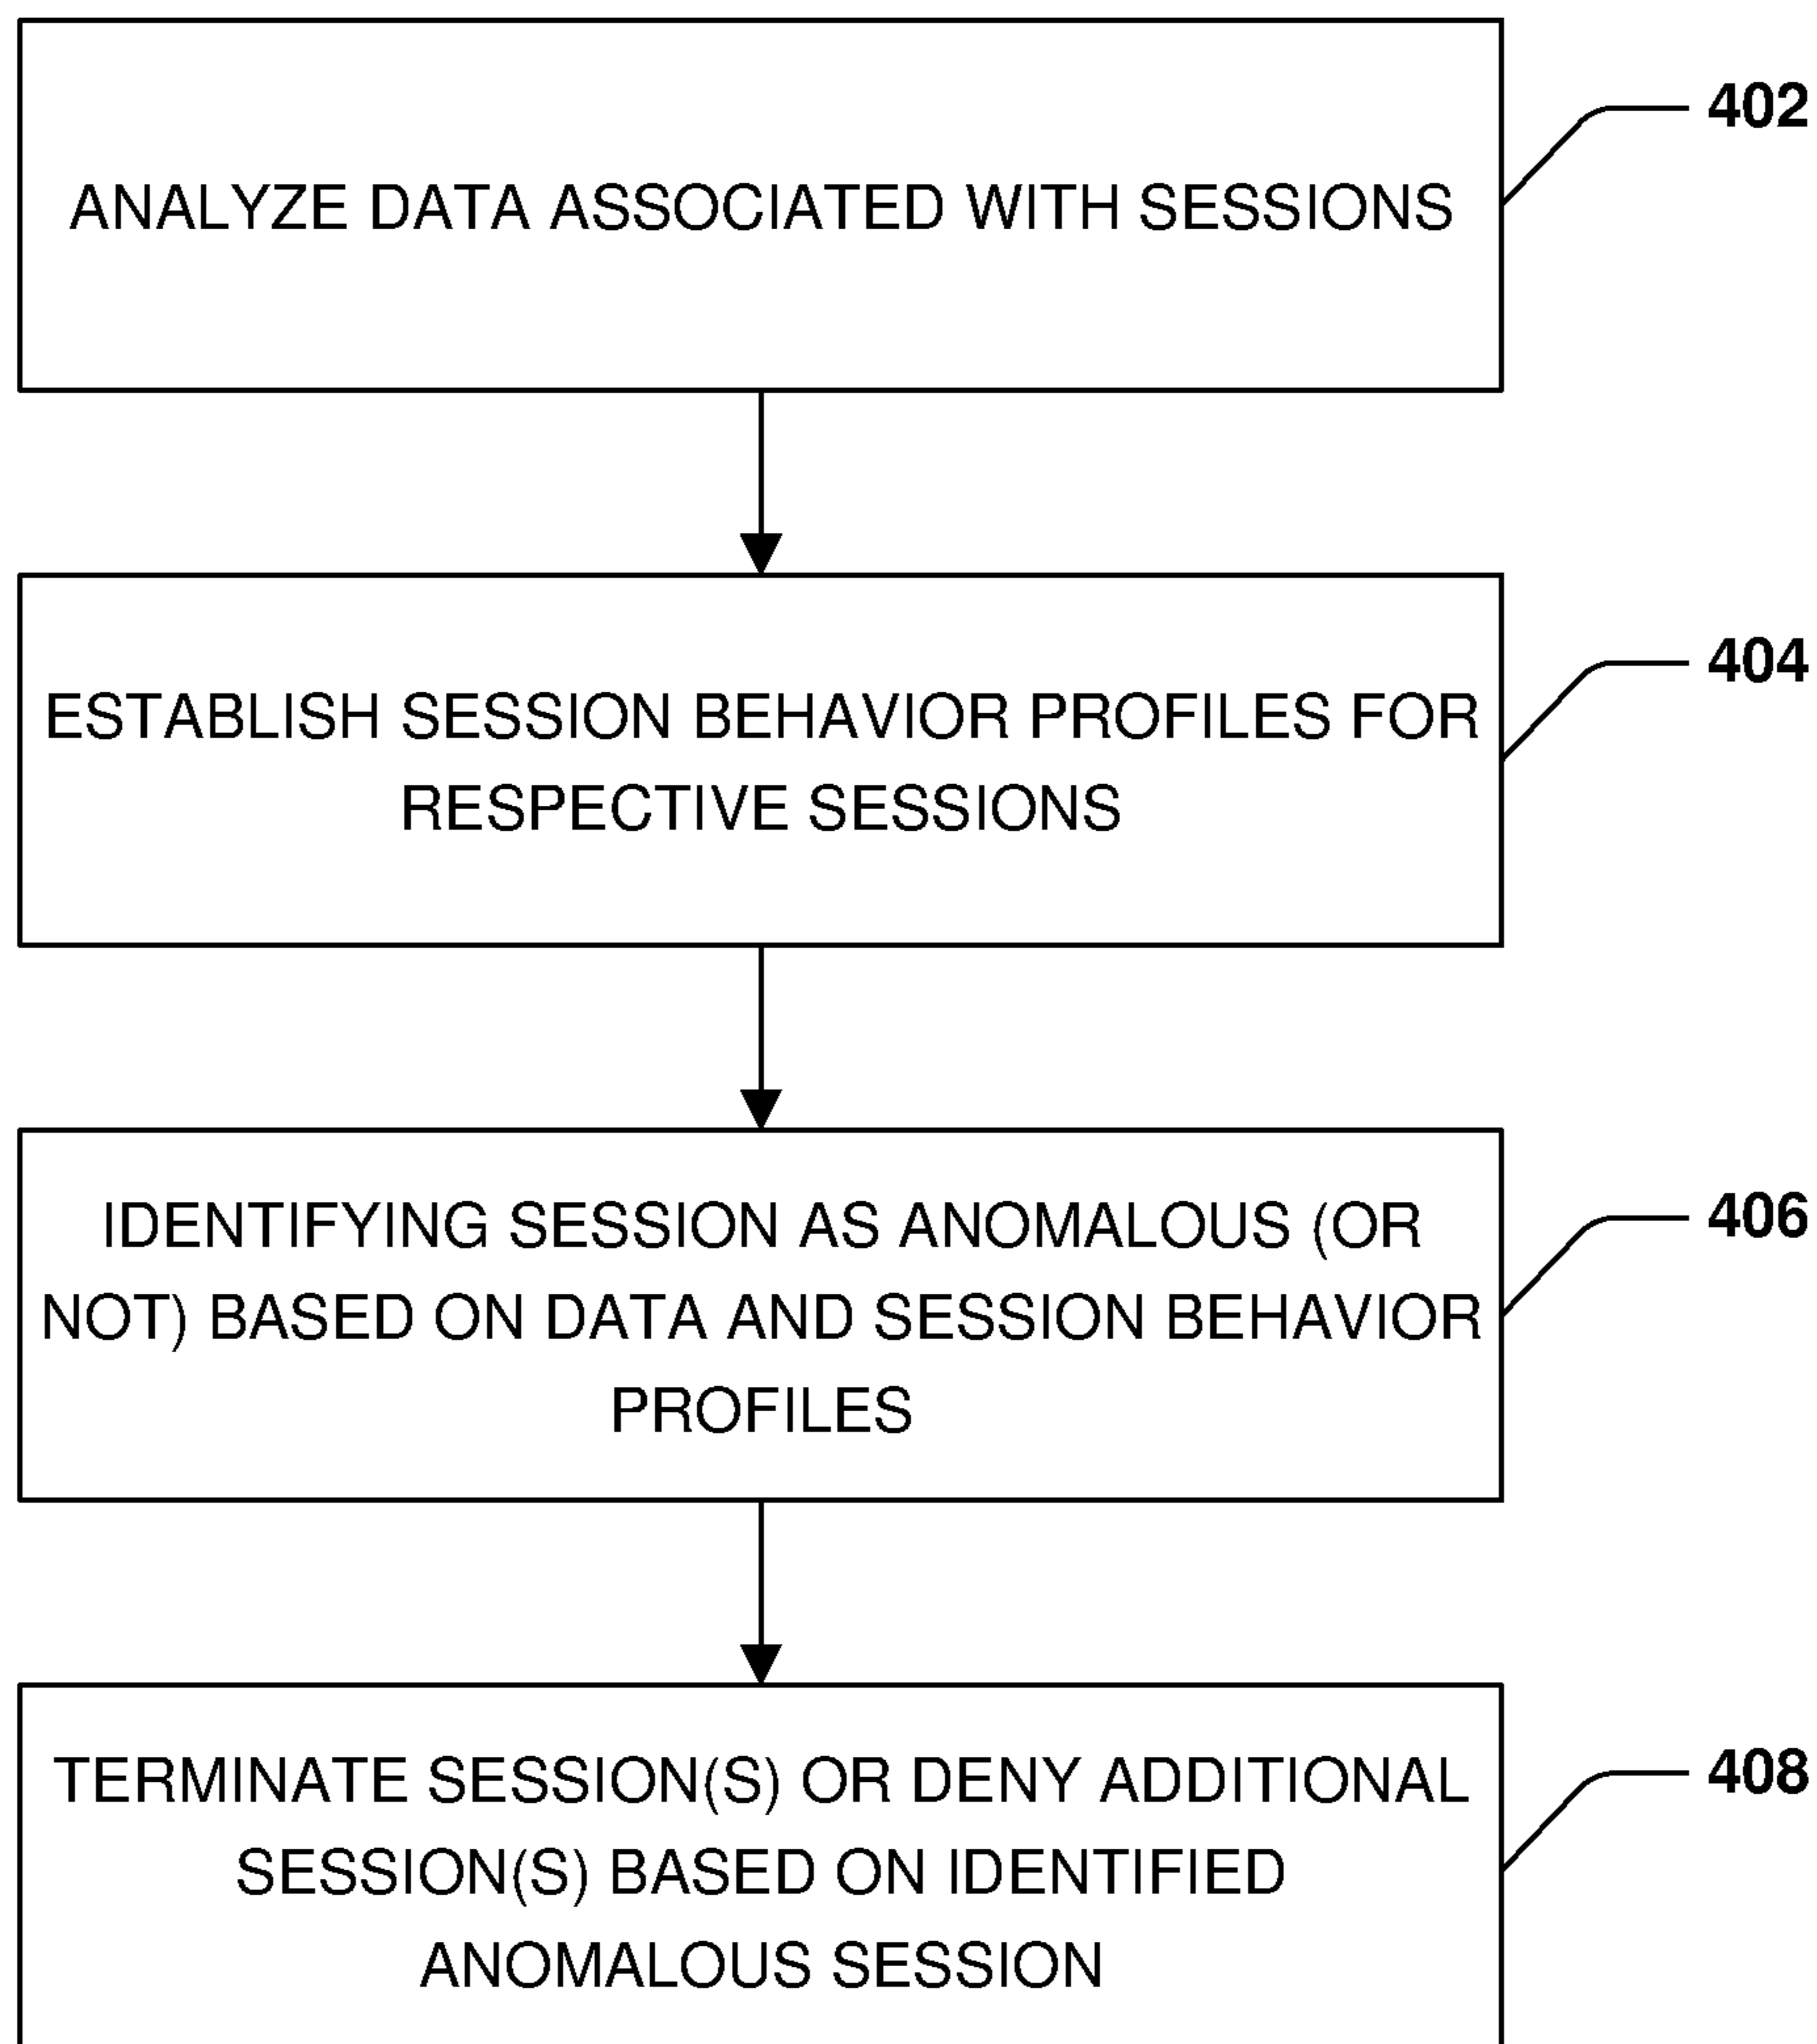 ANALYZE DATA ASSOCIATED WITH SESSIONS
402
ESTABLISH SESSION BEHAVIOR PROFILES FOR
RESPECTIVE SESSIONS
404
IDENTIFYING SESSION AS ANOMALOUS (OR
NOT) BASED ON DATA AND SESSION BEHAVIOR
PROFILES
406
TERMINATE SESSION(S) OR DENY ADDITIONAL
SESSION(S) BASED ON IDENTIFIED
ANOMALOUS SESSION
408